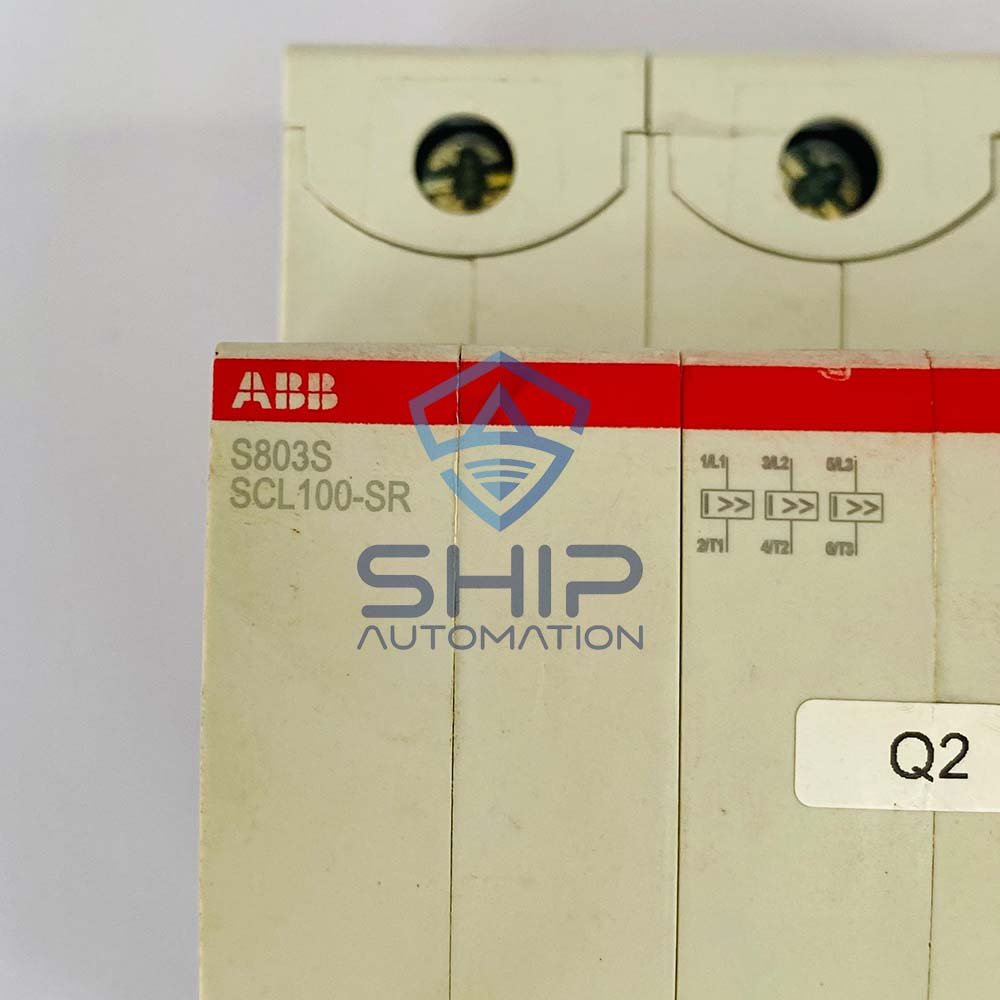 ABB
S803S
SCL100-SR
1/L1 3/L2 5/L3
I>> I>> I>>
2/T1 4/T2 6/T3
SHIP
AUTOMATION
Q2